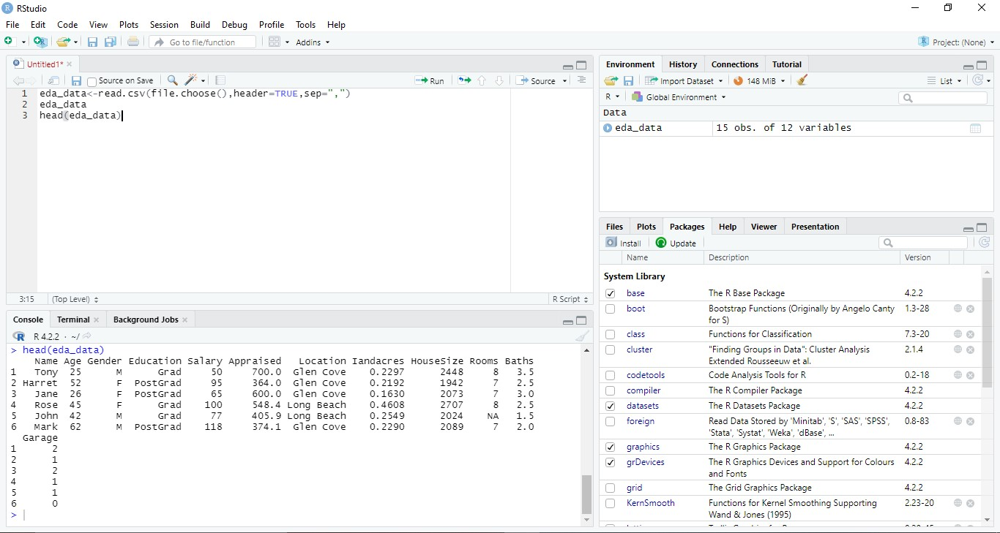 RStudio
File Edit Code View Plots Session Build Debug Profile Tools Help
Go to file/function Addins Project: (None)
Untitled1*
Source on Save Run Source
1 eda_data<-read.csv(file.choose(),header=TRUE,sep=",")
2 eda_data
3 head(eda_data)
3:15 (Top Level) R Script
Console Terminal Background Jobs
R 4.2.2 · ~/
> head(eda_data)
Name Age Gender Education Salary Appraised Location Iandacres HouseSize Rooms Baths
1 Tony 25 M Grad 50 700.0 Glen Cove 0.2297 2448 8 3.5
2 Harret 52 F PostGrad 95 364.0 Glen Cove 0.2192 1942 7 2.5
3 Jane 26 F PostGrad 65 600.0 Glen Cove 0.1630 2073 7 3.0
4 Rose 45 F Grad 100 548.4 Long Beach 0.4608 2707 8 2.5
5 John 42 M Grad 77 405.9 Long Beach 0.2549 2024 NA 1.5
6 Mark 62 M PostGrad 118 374.1 Glen Cove 0.2290 2089 7 2.0
Garage
1 2
2 1
3 2
4 1
5 1
6 0
>
Environment History Connections Tutorial
Import Dataset 148 MiB List
R Global Environment
Data
eda_data 15 obs. of 12 variables
Files Plots Packages Help Viewer Presentation
Install Update
Name Description Version
System Library
base The R Base Package 4.2.2
boot Bootstrap Functions (Originally by Angelo Canty 1.3-28
for S)
class Functions for Classification 7.3-20
cluster "Finding Groups in Data": Cluster Analysis 2.1.4
Extended Rousseeuw et al.
codetools Code Analysis Tools for R 0.2-18
compiler The R Compiler Package 4.2.2
datasets The R Datasets Package 4.2.2
foreign Read Data Stored by 'Minitab', 'S', 'SAS', 'SPSS', 0.8-83
'Stata', 'Systat', 'Weka', 'dBase', ...
graphics The R Graphics Package 4.2.2
grDevices The R Graphics Devices and Support for Colours 4.2.2
and Fonts
grid The Grid Graphics Package 4.2.2
KernSmooth Functions for Kernel Smoothing Supporting 2.23-20
Wand & Jones (1995)